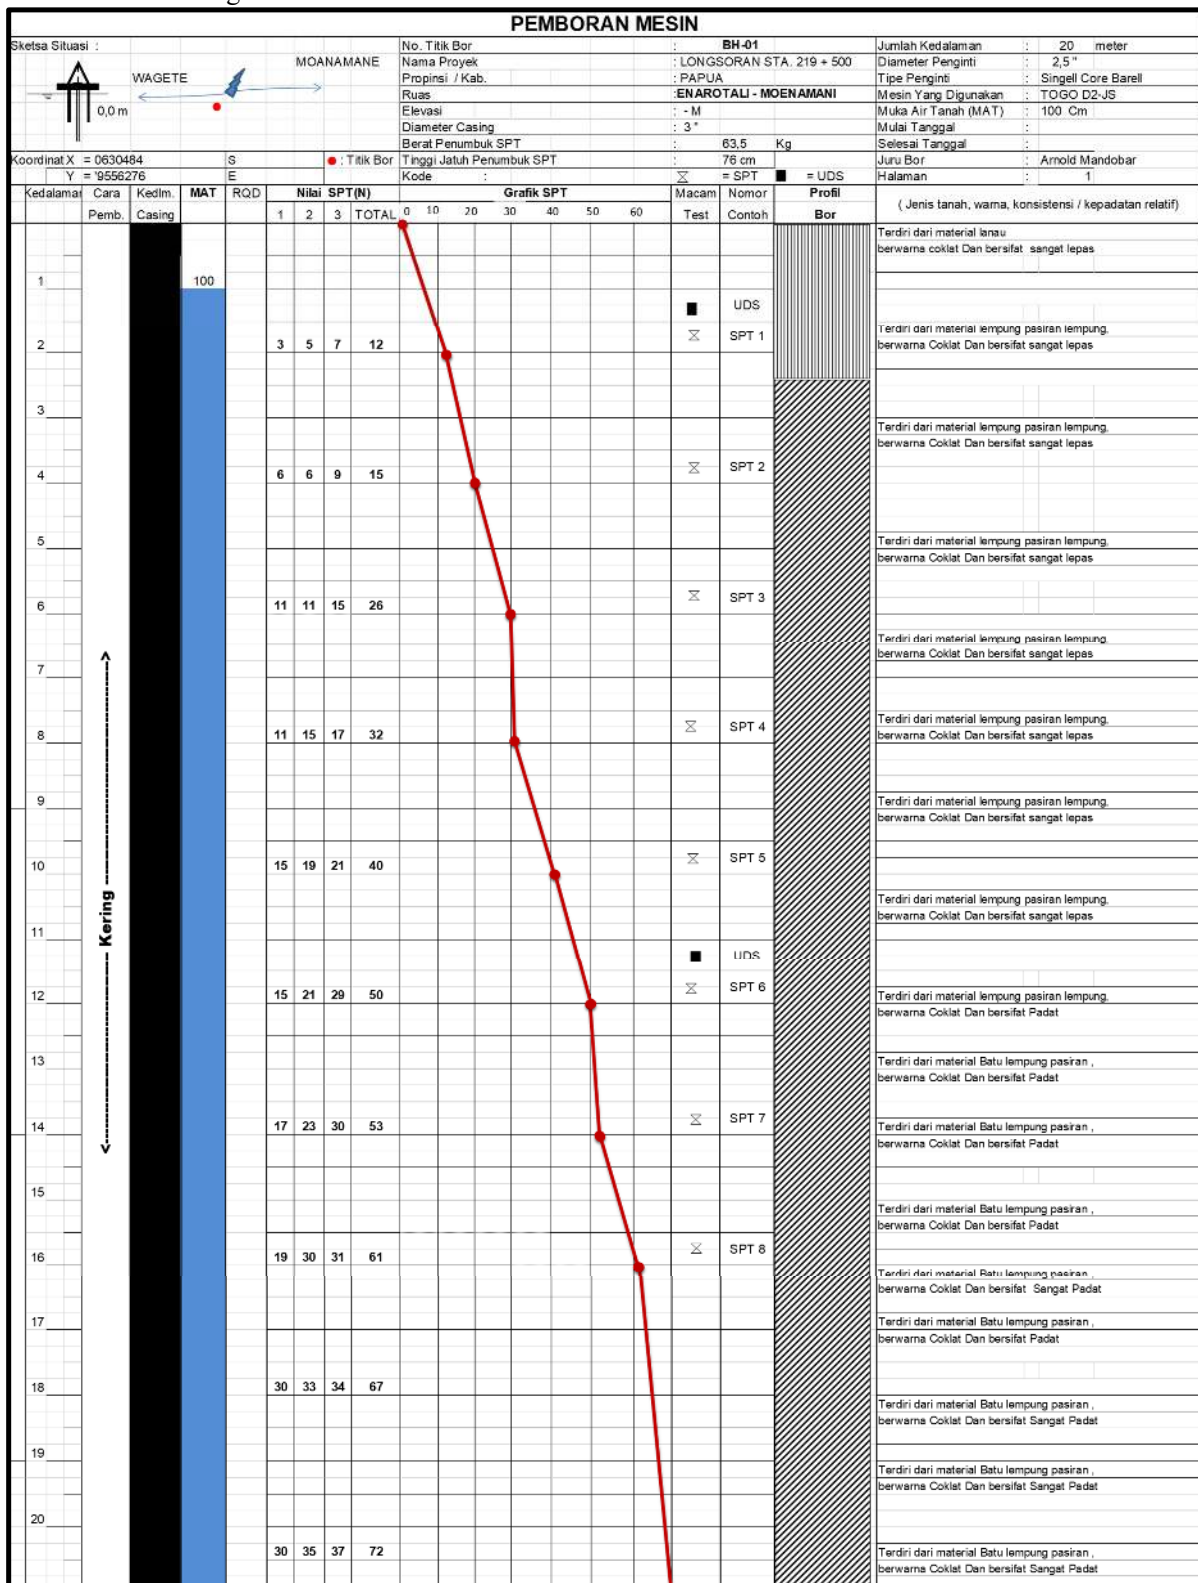 PEMBORAN MESIN
Sketsa Situasi :
WAGETE
MOANAMANE
0,0 m
Koordinat X = 0630484 S
Y = '9556276 E
: Titik Bor
No. Titik Bor : BH-01
Nama Proyek : LONGSORAN STA. 219 + 500
Propinsi / Kab. : PAPUA
Ruas :ENAROTALI - MOENAMANI
Elevasi : - M
Diameter Casing : 3 "
Berat Penumbuk SPT : 63,5 Kg
Tinggi Jatuh Penumbuk SPT : 76 cm
Kode : = SPT = UDS
Jumlah Kedalaman : 20 meter
Diameter Penginti : 2,5 "
Tipe Penginti : Singell Core Barell
Mesin Yang Digunakan : TOGO D2-JS
Muka Air Tanah (MAT) : 100 Cm
Mulai Tanggal :
Selesai Tanggal :
Juru Bor : Arnold Mandobar
Halaman : 1
Kedalaman Cara Kedlm. MAT RQD Nilai SPT(N) Grafik SPT Macam Nomor Profil
Pemb. Casing 1 2 3 TOTAL 0 10 20 30 40 50 60 Test Contoh Bor
( Jenis tanah, warna, konsistensi / kepadatan relatif)
Terdiri dari material lanau
berwarna coklat Dan bersifat sangat lepas
1 100
UDS
SPT 1
Terdiri dari material lempung pasiran lempung,
2 3 5 7 12 berwarna Coklat Dan bersifat sangat lepas
3
Terdiri dari material lempung pasiran lempung,
berwarna Coklat Dan bersifat sangat lepas
SPT 2
4 6 6 9 15
5 Terdiri dari material lempung pasiran lempung,
berwarna Coklat Dan bersifat sangat lepas
SPT 3
6 11 11 15 26
Terdiri dari material lempung pasiran lempung,
berwarna Coklat Dan bersifat sangat lepas
7
Terdiri dari material lempung pasiran lempung,
SPT 4
8 11 15 17 32 berwarna Coklat Dan bersifat sangat lepas
9 Terdiri dari material lempung pasiran lempung,
berwarna Coklat Dan bersifat sangat lepas
SPT 5
10 15 19 21 40
Kering
Terdiri dari material lempung pasiran lempung,
berwarna Coklat Dan bersifat sangat lepas
11
UDS
SPT 6
12 15 21 29 50 Terdiri dari material lempung pasiran lempung,
berwarna Coklat Dan bersifat Padat
13 Terdiri dari material Batu lempung pasiran ,
berwarna Coklat Dan bersifat Padat
SPT 7
14 17 23 30 53 Terdiri dari material Batu lempung pasiran ,
berwarna Coklat Dan bersifat Padat
15
Terdiri dari material Batu lempung pasiran ,
berwarna Coklat Dan bersifat Padat
SPT 8
16 19 30 31 61
Terdiri dari material Batu lempung pasiran ,
berwarna Coklat Dan bersifat Sangat Padat
17 Terdiri dari material Batu lempung pasiran ,
berwarna Coklat Dan bersifat Padat
18 30 33 34 67
Terdiri dari material Batu lempung pasiran ,
berwarna Coklat Dan bersifat Sangat Padat
19
Terdiri dari material Batu lempung pasiran ,
berwarna Coklat Dan bersifat Sangat Padat
20
30 35 37 72 Terdiri dari material Batu lempung pasiran ,
berwarna Coklat Dan bersifat Sangat Padat